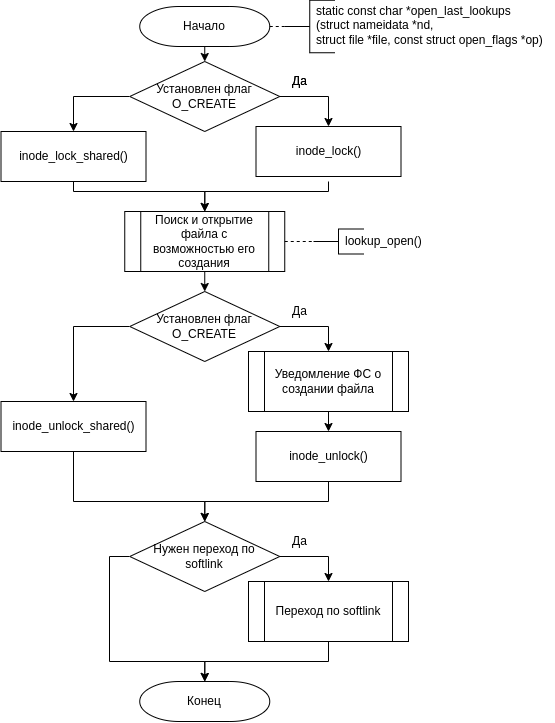 Начало
static const char *open_last_lookups
(struct nameidata *nd,
struct file *file, const struct open_flags *op)
Установлен флаг
O_CREATE
Да
inode_lock_shared()
inode_lock()
Поиск и открытие
файла с
возможностью его
создания
lookup_open()
Установлен флаг
O_CREATE
Да
Уведомление ФС о
создании файла
inode_unlock_shared()
inode_unlock()
Нужен переход по
softlink
Да
Переход по softlink
Конец